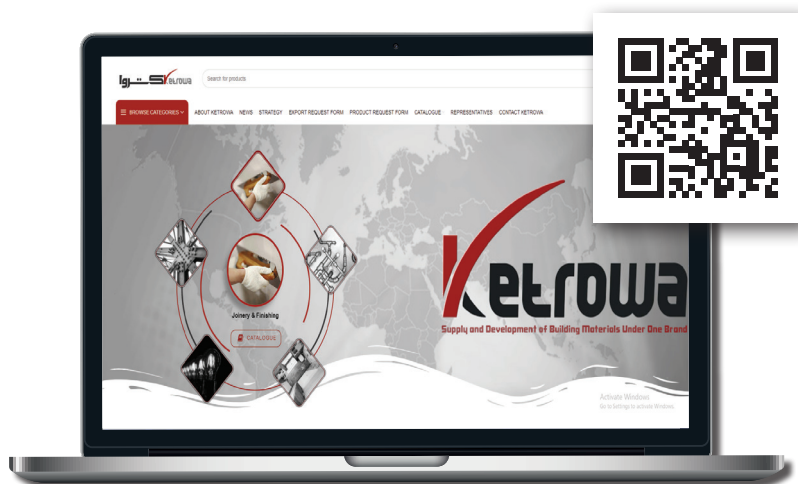 كتروا Ketrowa
Search for products
BROWSE CATEGORIES
ABOUT KETROWA NEWS STRATEGY EXPORT REQUEST FORM PRODUCT REQUEST FORM CATALOGUE REPRESENTATIVES CONTACT KETROWA
Ketrowa
Supply and Development of Building Materials Under One Brand
Joinery & Finishing
CATALOGUE
Activate Windows
Go to Settings to activate Windows.